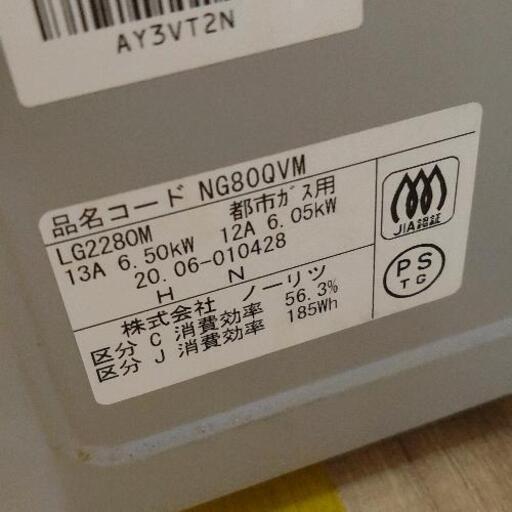 AY3VT2N
品名コード NG80QVM
LG2280M 都市ガス用
13A 6.50kW 12A 6.05kW
20.06-010428
H N
株式会社 ノーリツ
区分 C 消費効率 56.3%
区分 J 消費効率 185Wh
JIA認証
PS
TG